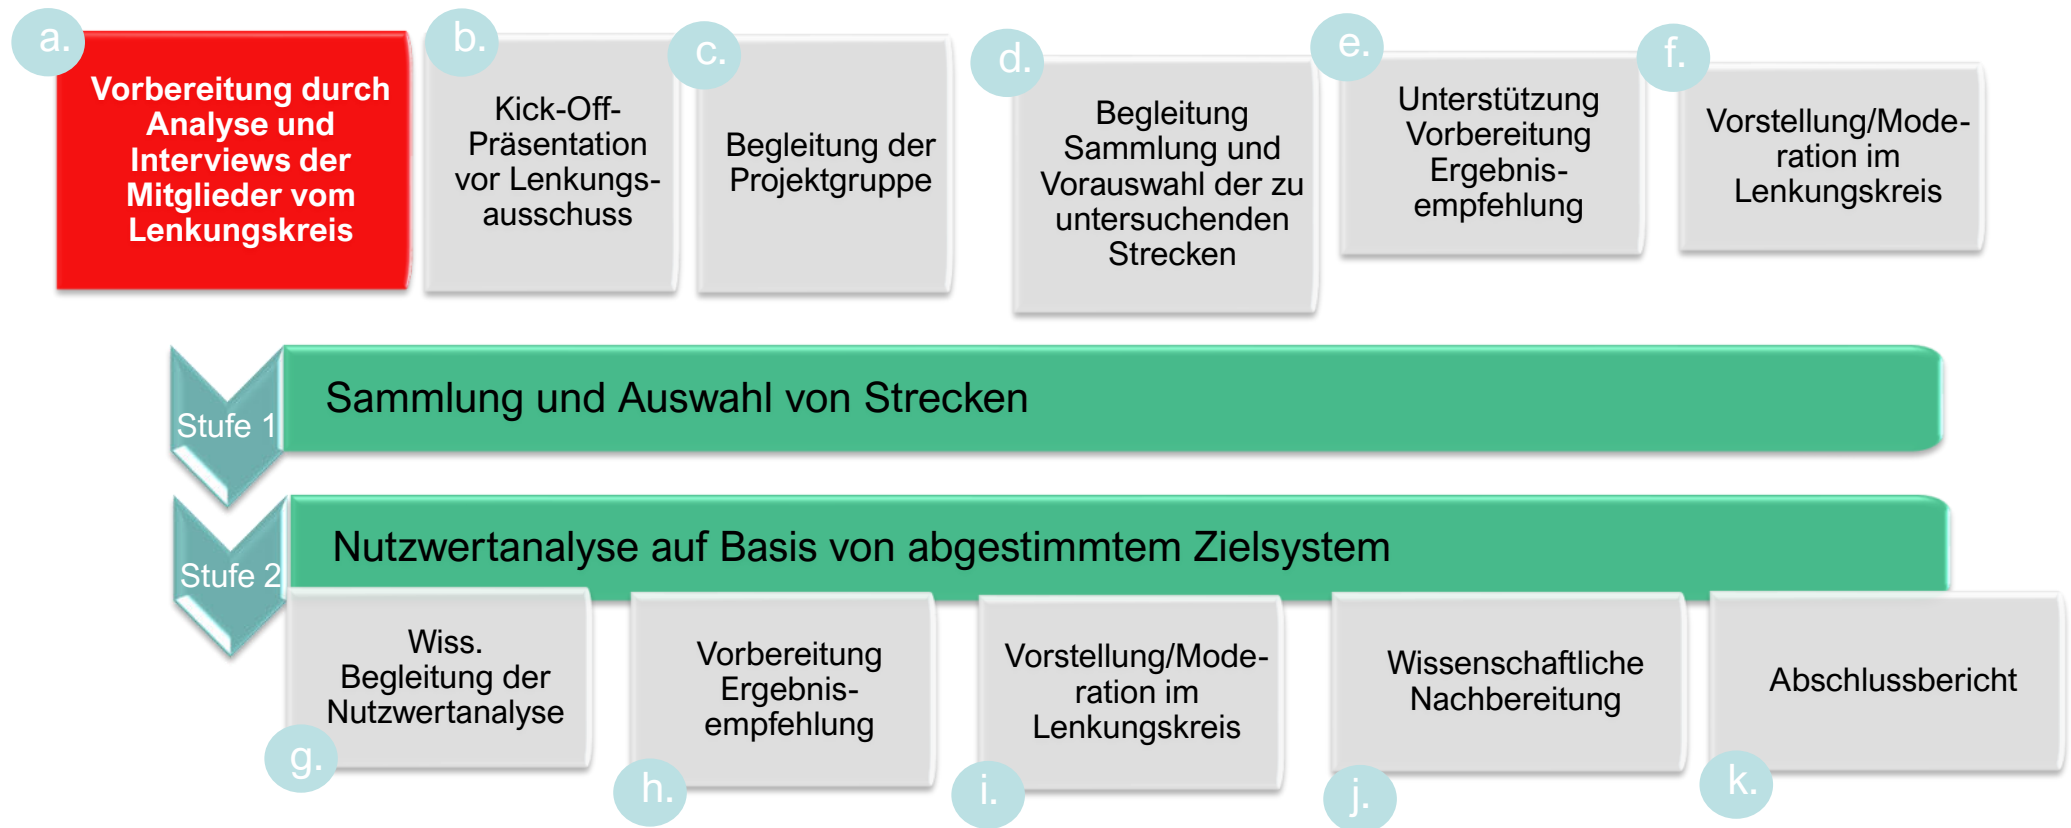 a.
Vorbereitung durch
Analyse und
Interviews der
Mitglieder vom
Lenkungskreis
b.
Kick-Off-
Präsentation
vor Lenkungs-
ausschuss
c.
Begleitung der
Projektgruppe
d.
Begleitung
Sammlung und
Vorauswahl der zu
untersuchenden
Strecken
e.
Unterstützung
Vorbereitung
Ergebnis-
empfehlung
f.
Vorstellung/Mode-
ration im
Lenkungskreis
Stufe 1
Sammlung und Auswahl von Strecken
Stufe 2
Nutzwertanalyse auf Basis von abgestimmtem Zielsystem
Wiss.
Begleitung der
Nutzwertanalyse
g.
Vorbereitung
Ergebnis-
empfehlung
h.
Vorstellung/Mode-
ration im
Lenkungskreis
i.
Wissenschaftliche
Nachbereitung
j.
Abschlussbericht
k.